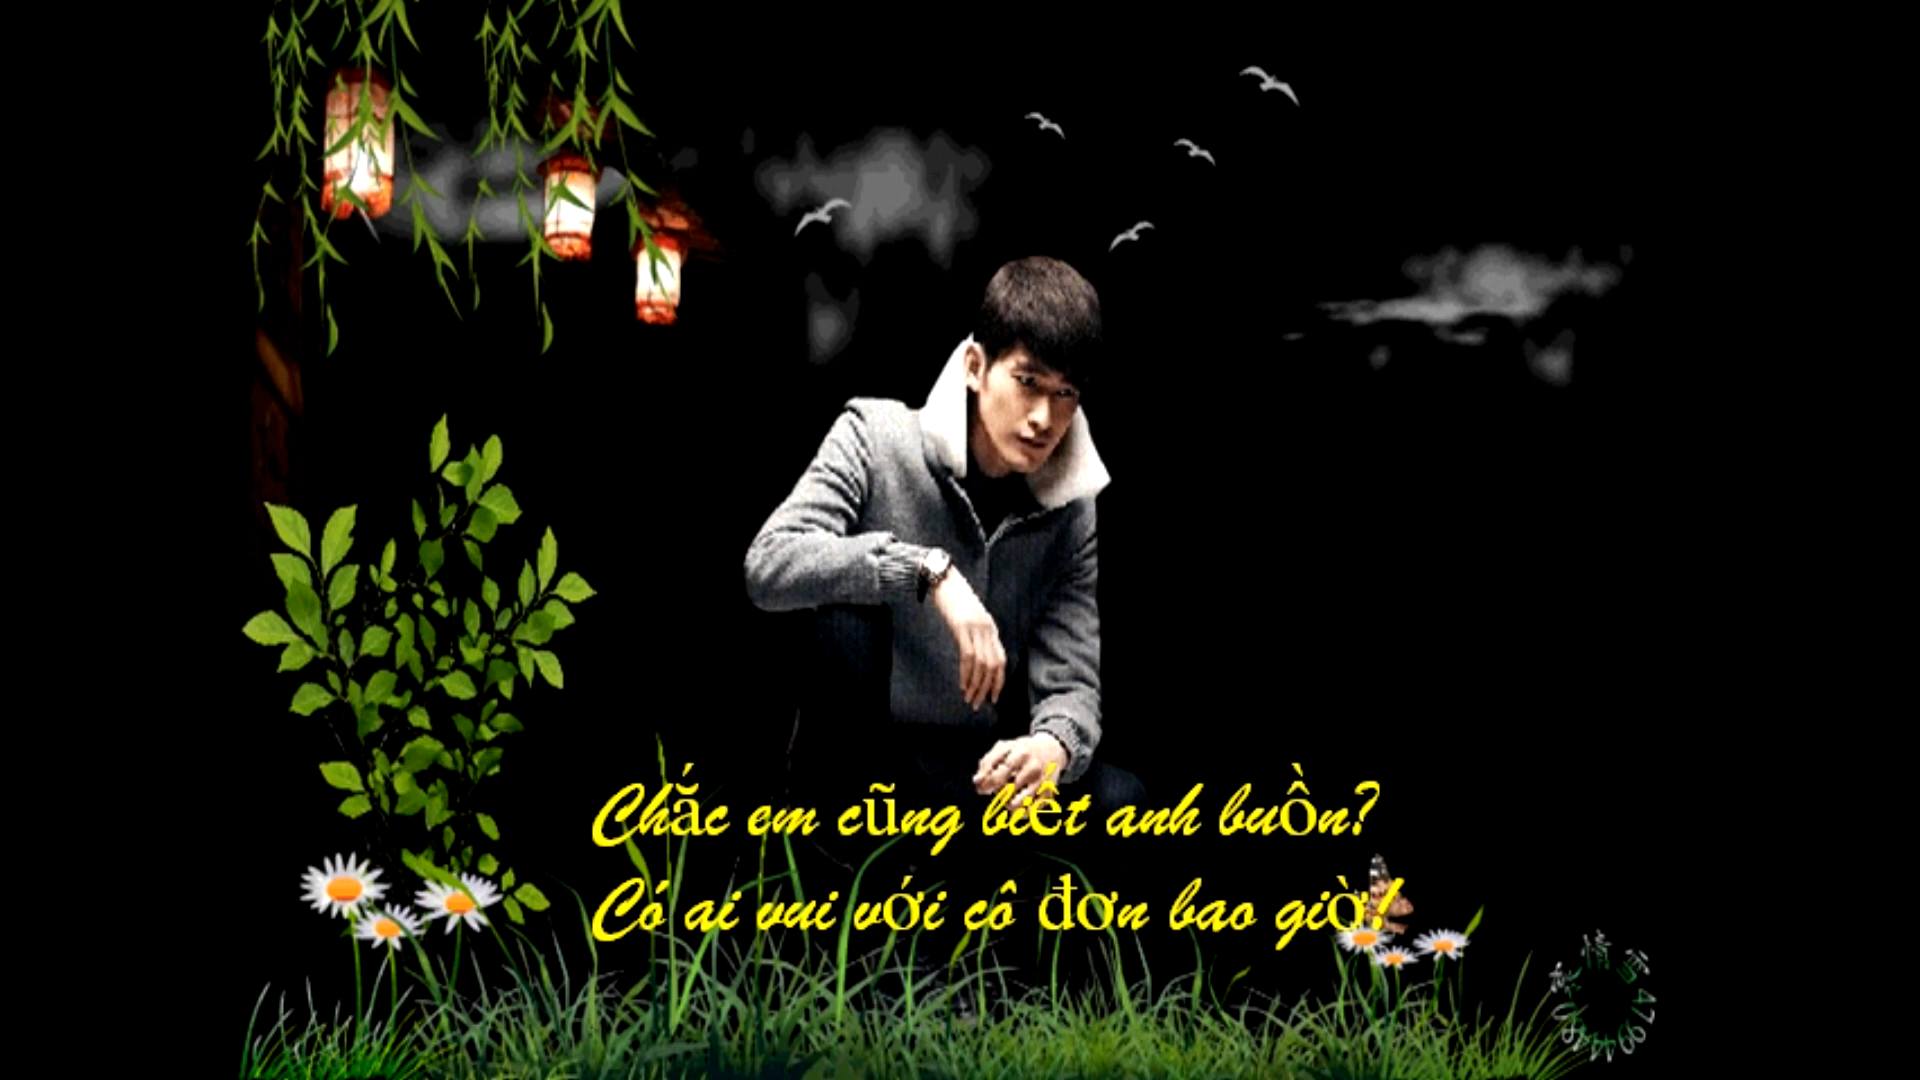 Chắc em cũng biết anh buồn?
Có ai vui với cô đơn bao giờ!